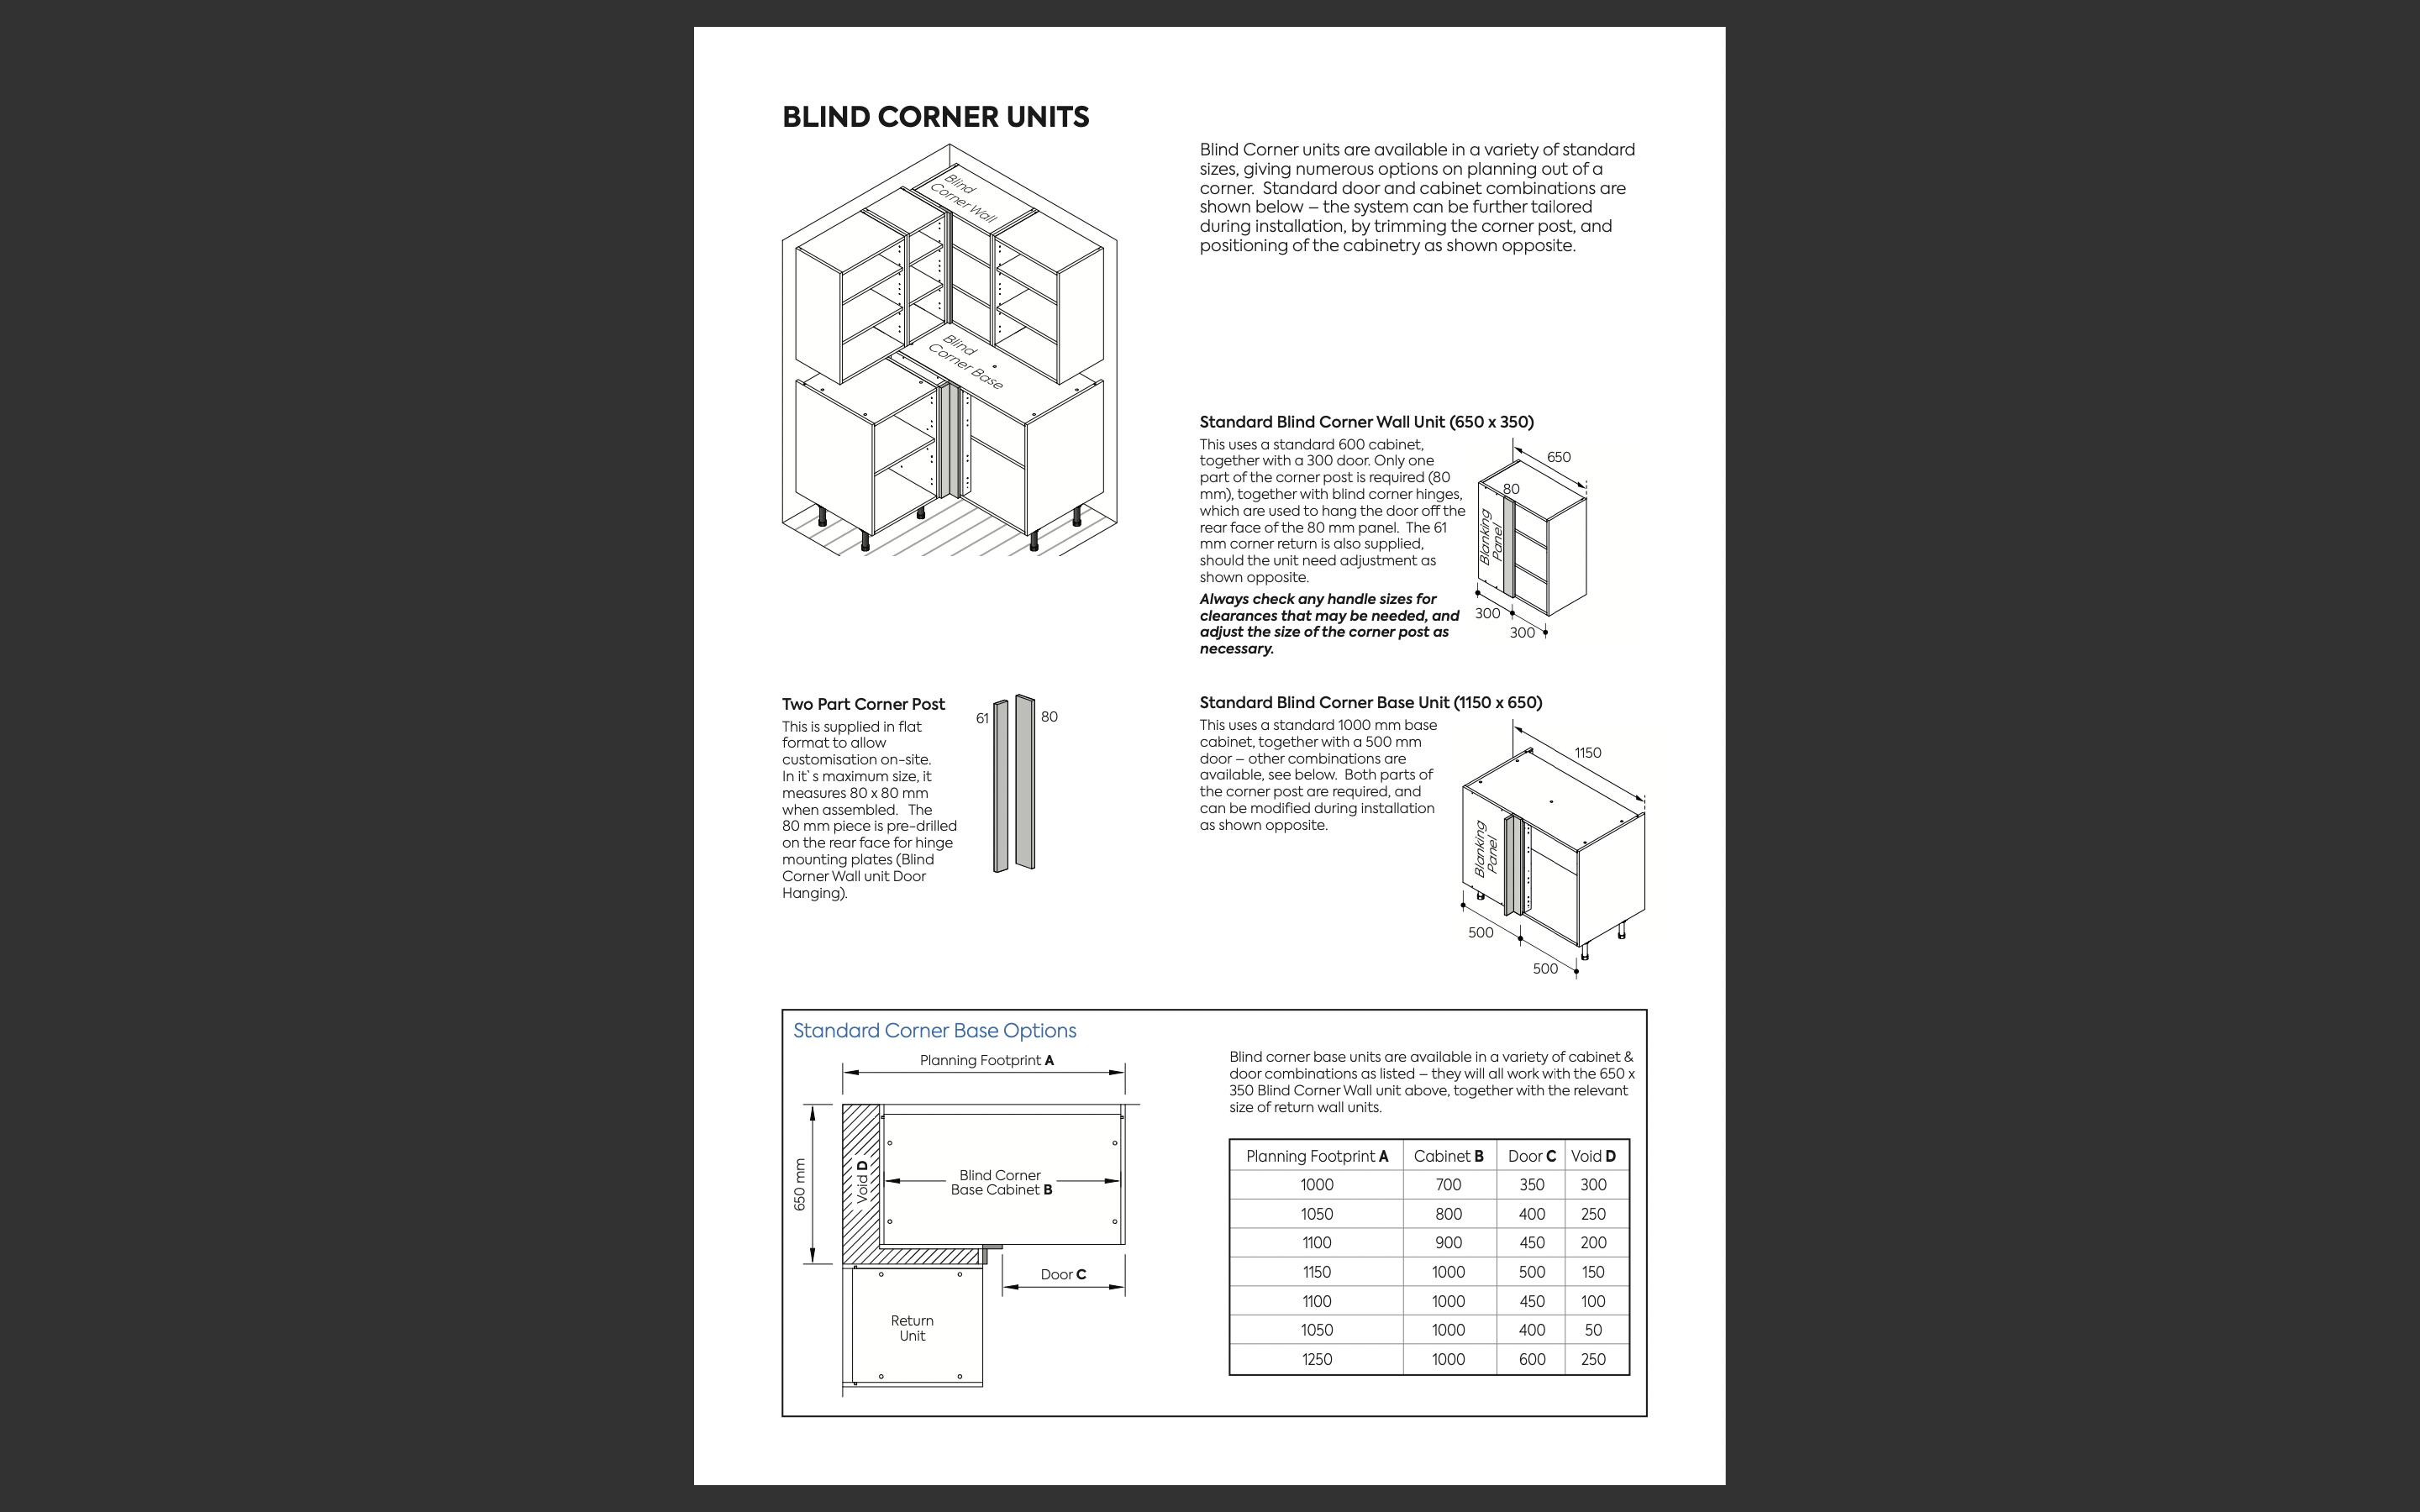 BLIND CORNER UNITS
Blind
Corner Wall
Blind
Corner Base
Blind Corner units are available in a variety of standard
sizes, giving numerous options on planning out of a
corner.  Standard door and cabinet combinations are
shown below – the system can be further tailored
during installation, by trimming the corner post, and
positioning of the cabinetry as shown opposite.
Standard Blind Corner Wall Unit (650 x 350)
This uses a standard 600 cabinet,
together with a 300 door. Only one
part of the corner post is required (80
mm), together with blind corner hinges,
which are used to hang the door off the
rear face of the 80 mm panel.  The 61
mm corner return is also supplied,
should the unit need adjustment as
shown opposite.
Always check any handle sizes for
clearances that may be needed, and
adjust the size of the corner post as
necessary.
650
80
Blanking
Panel
300
300
Two Part Corner Post
This is supplied in flat
format to allow
customisation on-site.
In it`s maximum size, it
measures 80 x 80 mm
when assembled.   The
80 mm piece is pre-drilled
on the rear face for hinge
mounting plates (Blind
Corner Wall unit Door
Hanging).
61
80
Standard Blind Corner Base Unit (1150 x 650)
This uses a standard 1000 mm base
cabinet, together with a 500 mm
door – other combinations are
available, see below.  Both parts of
the corner post are required, and
can be modified during installation
as shown opposite.
1150
Blanking
Panel
500
500
Standard Corner Base Options
Planning Footprint A
650 mm
Void D
Blind Corner
Base Cabinet B
Door C
Return
Unit
Blind corner base units are available in a variety of cabinet &
door combinations as listed – they will all work with the 650 x
350 Blind Corner Wall unit above, together with the relevant
size of return wall units.
Planning Footprint A Cabinet B Door C Void D
1000 700 350 300
1050 800 400 250
1100 900 450 200
1150 1000 500 150
1100 1000 450 100
1050 1000 400 50
1250 1000 600 250